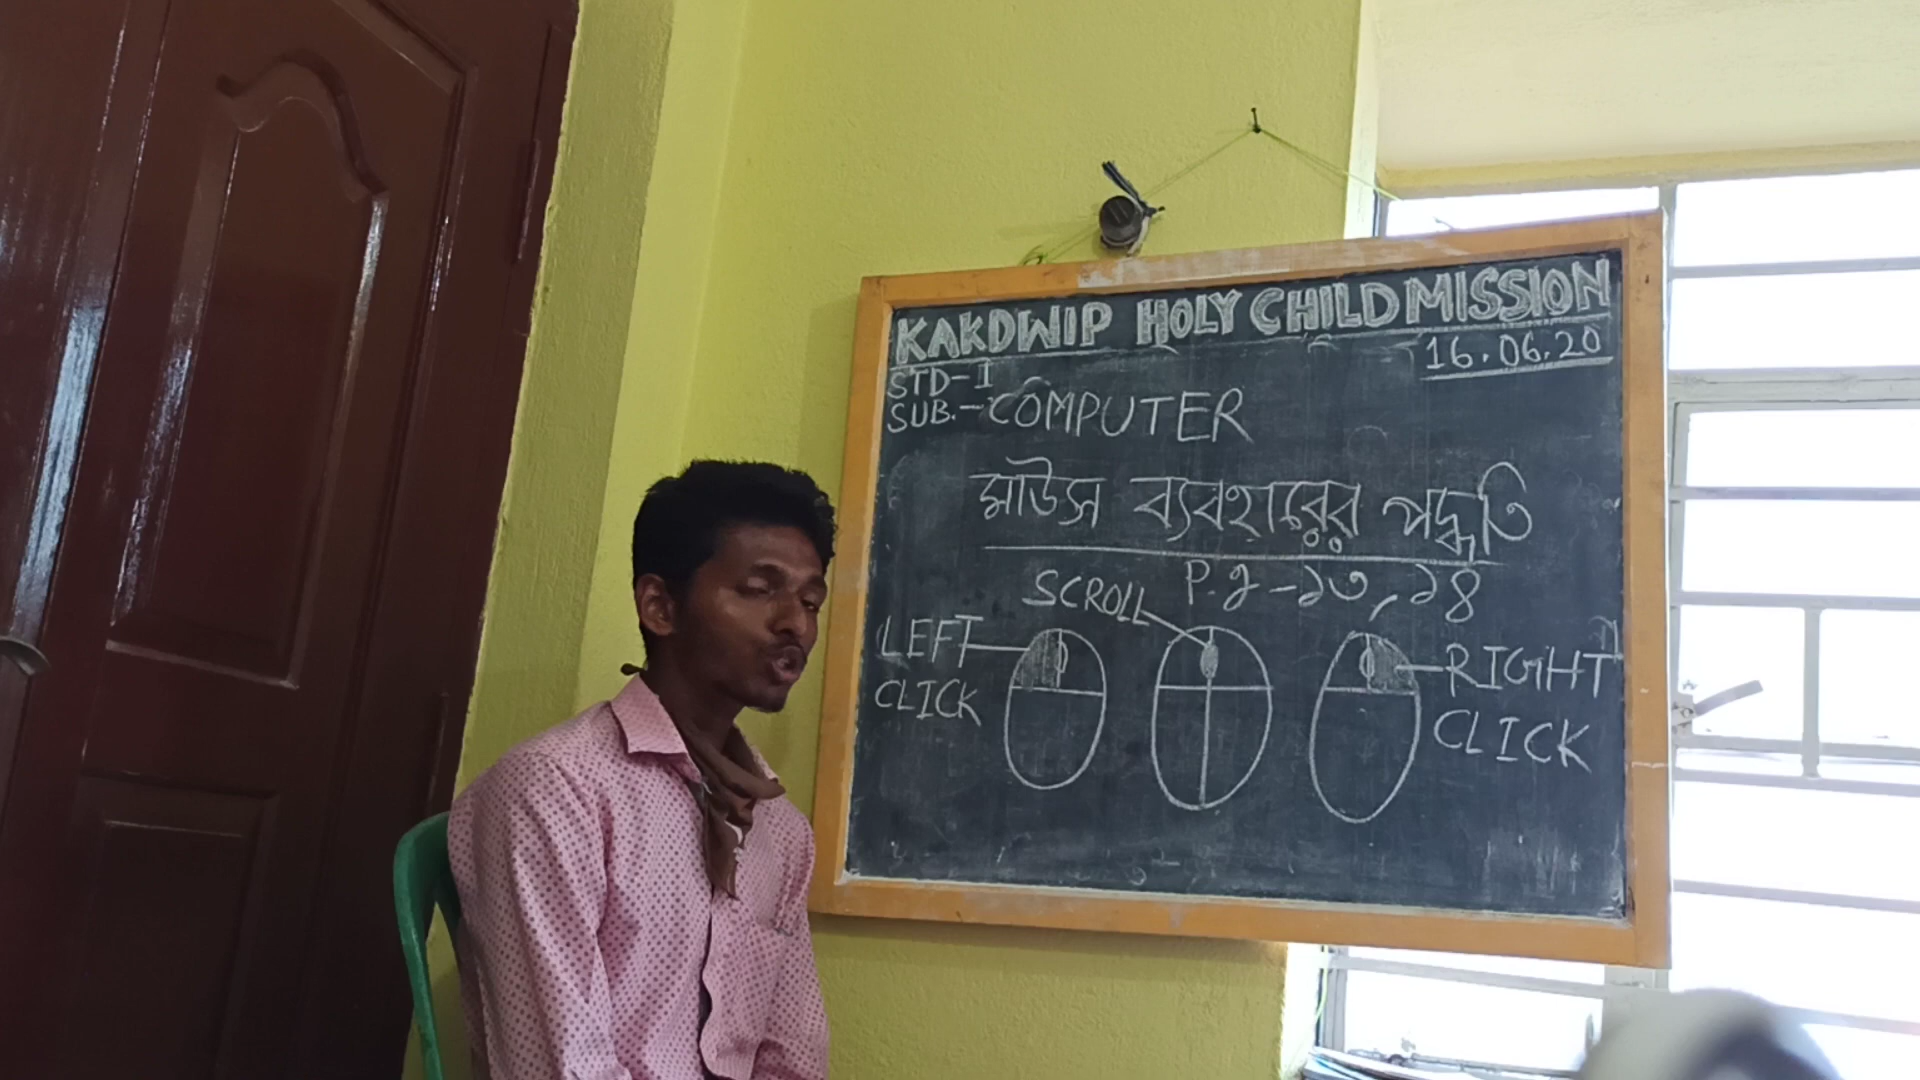 KAKDWIP HOLY CHILD MISSION
16.06.20
STD-I
SUB.-COMPUTER
মাউস ব্যবহারের পদ্ধতি
P.g-১৩,১৪
SCROLL
LEFT
CLICK
RIGHT
CLICK